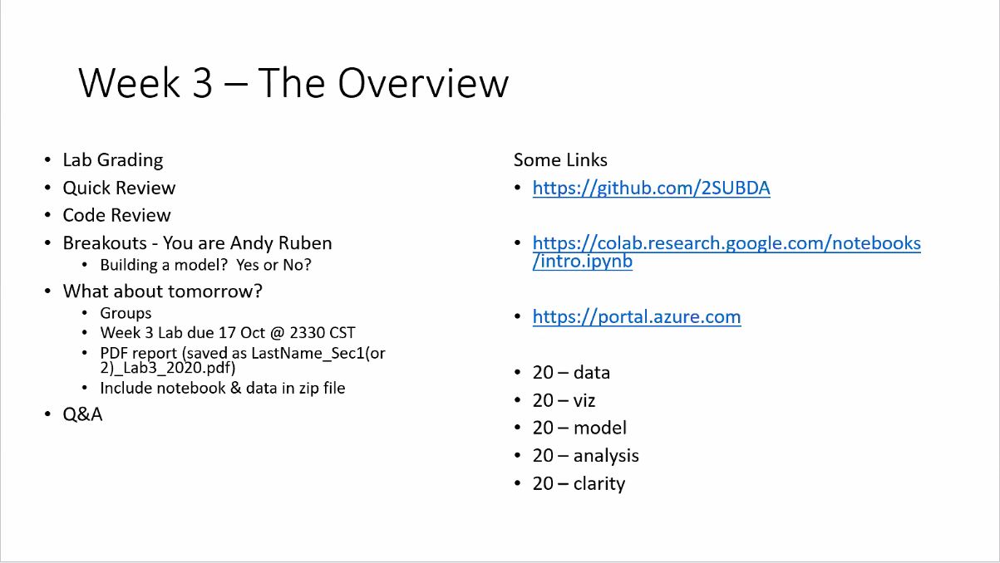 Week 3 – The Overview
• Lab Grading
• Quick Review
• Code Review
• Breakouts - You are Andy Ruben
• Building a model?  Yes or No?
• What about tomorrow?
• Groups
• Week 3 Lab due 17 Oct @ 2330 CST
• PDF report (saved as LastName_Sec1(or
2)_Lab3_2020.pdf)
• Include notebook & data in zip file
• Q&A
Some Links
• https://github.com/2SUBDA
• https://colab.research.google.com/notebooks
/intro.ipynb
• https://portal.azure.com
• 20 – data
• 20 – viz
• 20 – model
• 20 – analysis
• 20 – clarity